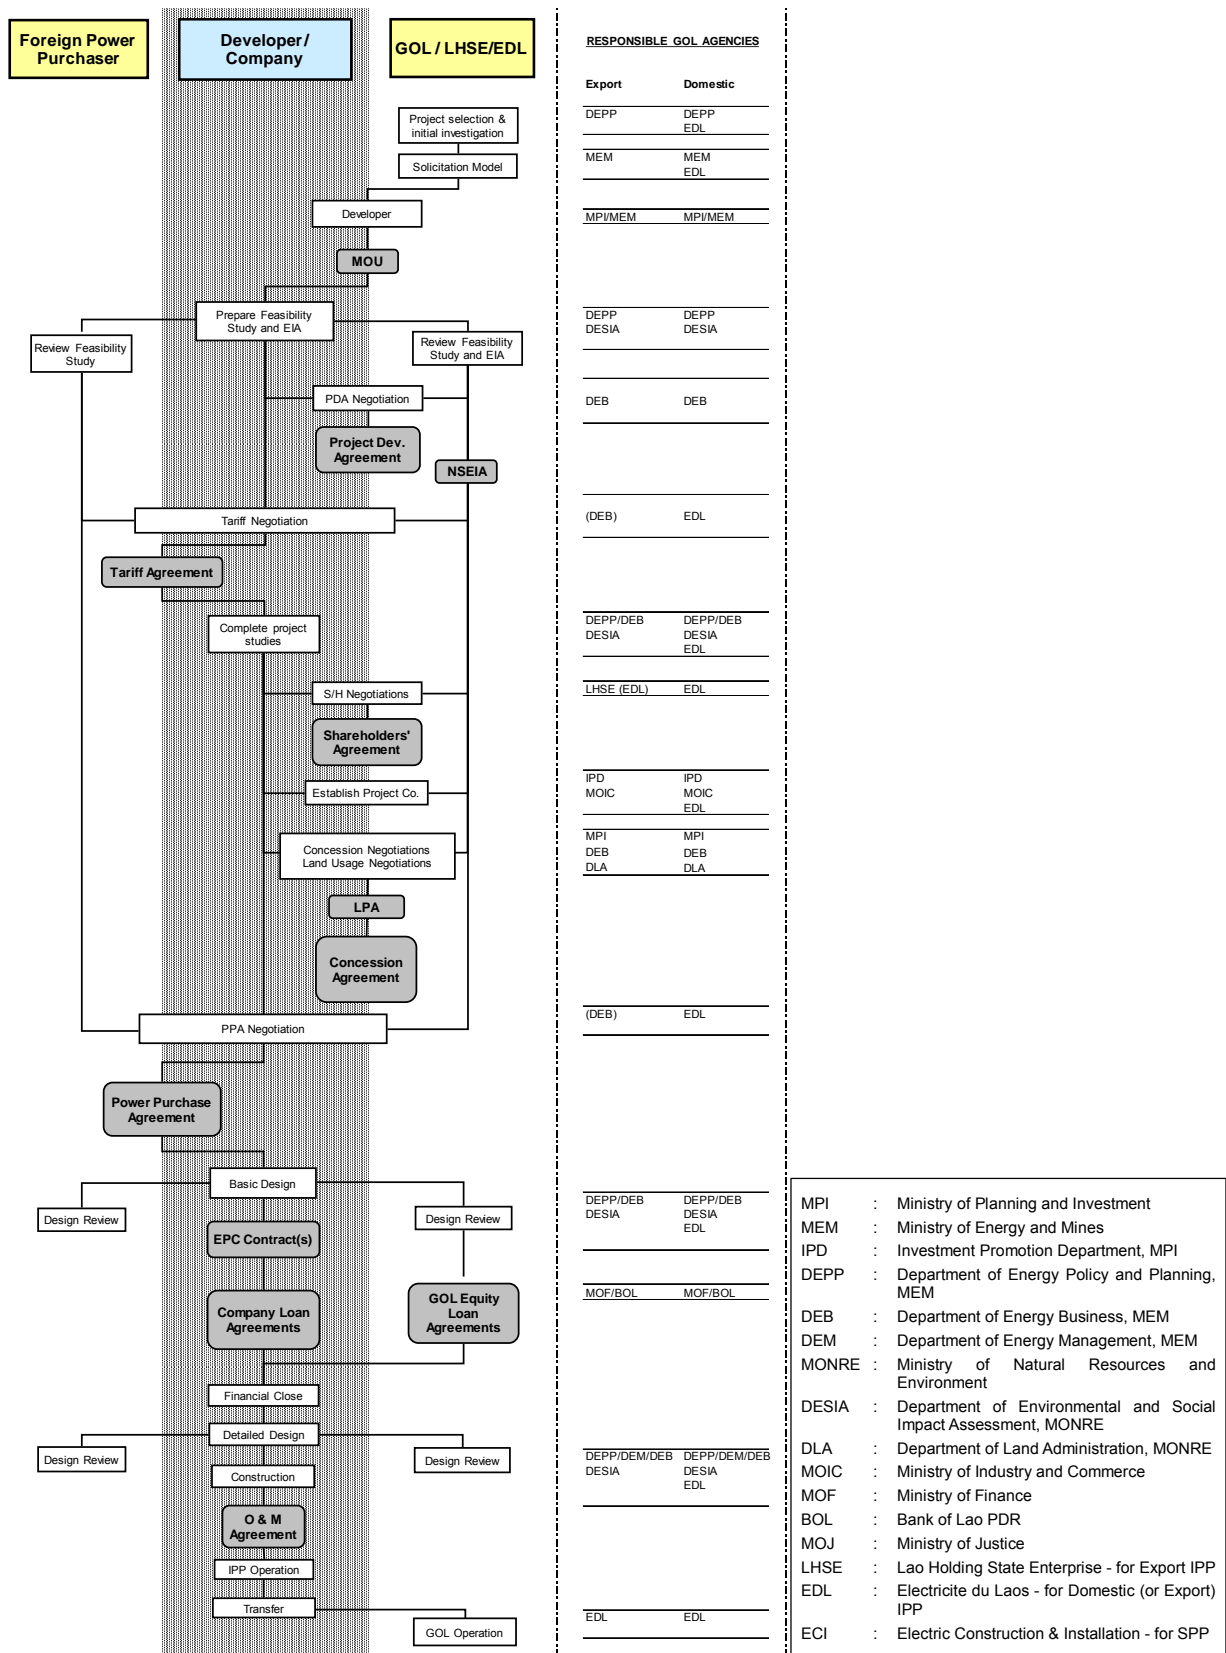 Foreign Power
Purchaser
Developer/
Company
GOL / LHSE/EDL
RESPONSIBLE GOL AGENCIES
Export Domestic
Project selection &
initial investigation
DEPP DEPP
EDL
Solicitation Model
MEM MEM
EDL
Developer
MPI/MEM MPI/MEM
MOU
Prepare Feasibility
Study and EIA
Review Feasibility
Study
Review Feasibility
Study and EIA
DEPP DEPP
DESIA DESIA
PDA Negotiation
DEB DEB
Project Dev.
Agreement
NSEIA
Tariff Negotiation
(DEB) EDL
Tariff Agreement
Complete project
studies
DEPP/DEB DEPP/DEB
DESIA DESIA
EDL
S/H Negotiations
LHSE (EDL) EDL
Shareholders'
Agreement
Establish Project Co.
IPD IPD
MOIC MOIC
EDL
Concession Negotiations
Land Usage Negotiations
MPI MPI
DEB DEB
DLA DLA
LPA
Concession
Agreement
PPA Negotiation
(DEB) EDL
Power Purchase
Agreement
Basic Design
Design Review
Design Review
DEPP/DEB DEPP/DEB
DESIA DESIA
EDL
EPC Contract(s)
Company Loan
Agreements
GOL Equity
Loan
Agreements
MOF/BOL MOF/BOL
Financial Close
Detailed Design
Design Review
Design Review
DEPP/DEM/DEB DEPP/DEM/DEB
DESIA DESIA
EDL
Construction
O & M
Agreement
IPP Operation
Transfer
GOL Operation
EDL EDL
MPI : Ministry of Planning and Investment
MEM : Ministry of Energy and Mines
IPD : Investment Promotion Department, MPI
DEPP : Department of Energy Policy and Planning,
MEM
DEB : Department of Energy Business, MEM
DEM : Department of Energy Management, MEM
MONRE : Ministry of Natural Resources and
Environment
DESIA : Department of Environmental and Social
Impact Assessment, MONRE
DLA : Department of Land Administration, MONRE
MOIC : Ministry of Industry and Commerce
MOF : Ministry of Finance
BOL : Bank of Lao PDR
MOJ : Ministry of Justice
LHSE : Lao Holding State Enterprise - for Export IPP
EDL : Electricite du Laos - for Domestic (or Export)
IPP
ECI : Electric Construction & Installation - for SPP